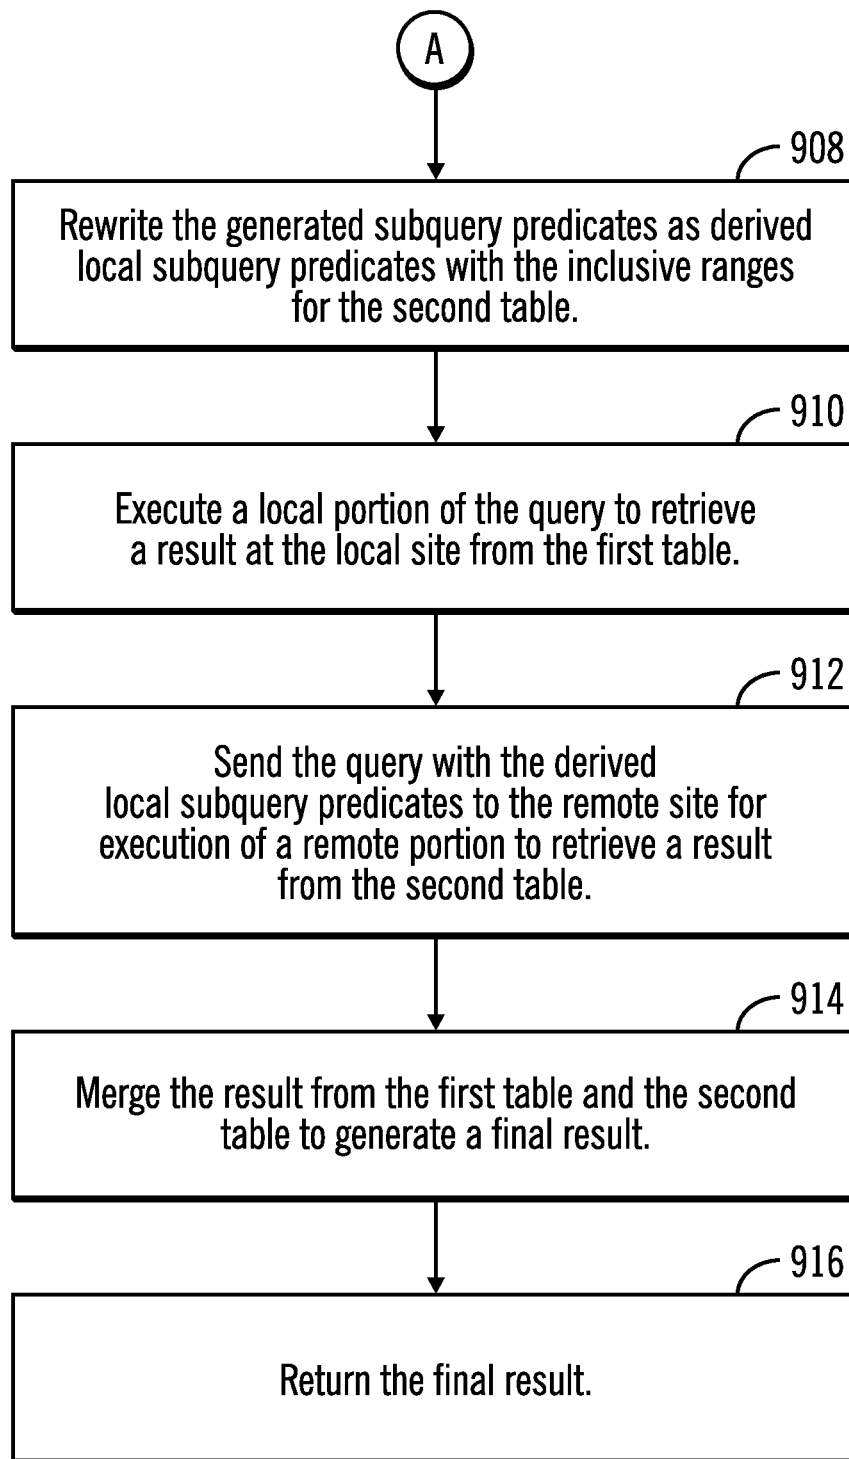 A
908
Rewrite the generated subquery predicates as derived
local subquery predicates with the inclusive ranges
for the second table.
910
Execute a local portion of the query to retrieve
a result at the local site from the first table.
912
Send the query with the derived
local subquery predicates to the remote site for
execution of a remote portion to retrieve a result
from the second table.
914
Merge the result from the first table and the second
table to generate a final result.
916
Return the final result.